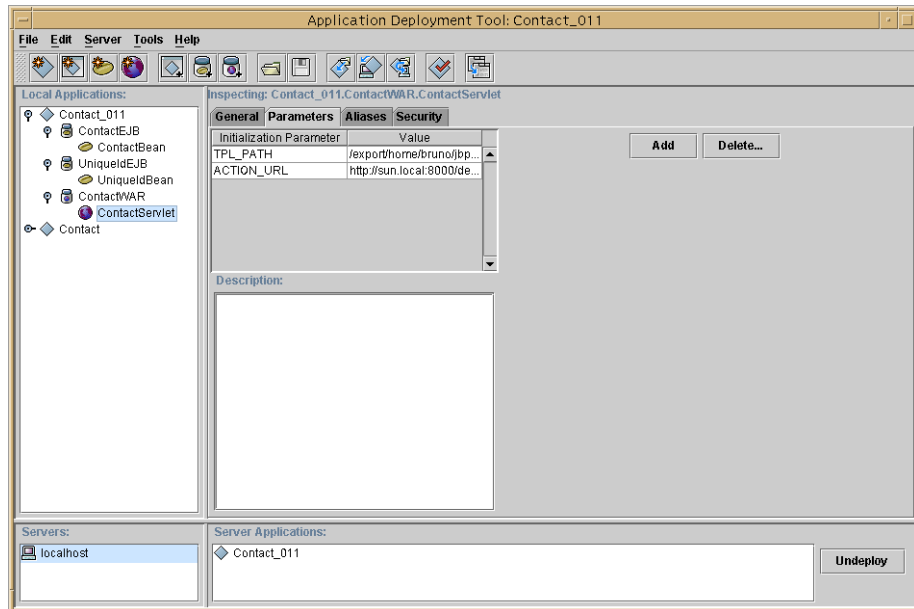 Application Deployment Tool: Contact_011
File Edit Server Tools Help
Local Applications:
Contact_011
ContactEJB
ContactBean
UniqueIdEJB
UniqueIdBean
ContactWAR
ContactServlet
Contact
Inspecting: Contact_011.ContactWAR.ContactServlet
General Parameters Aliases Security
Initialization Parameter Value
TPL_PATH /export/home/bruno/jbp...
ACTION_URL http://sun.local:8000/de...
Add Delete...
Description:
Servers:
localhost
Server Applications:
Contact_011
Undeploy